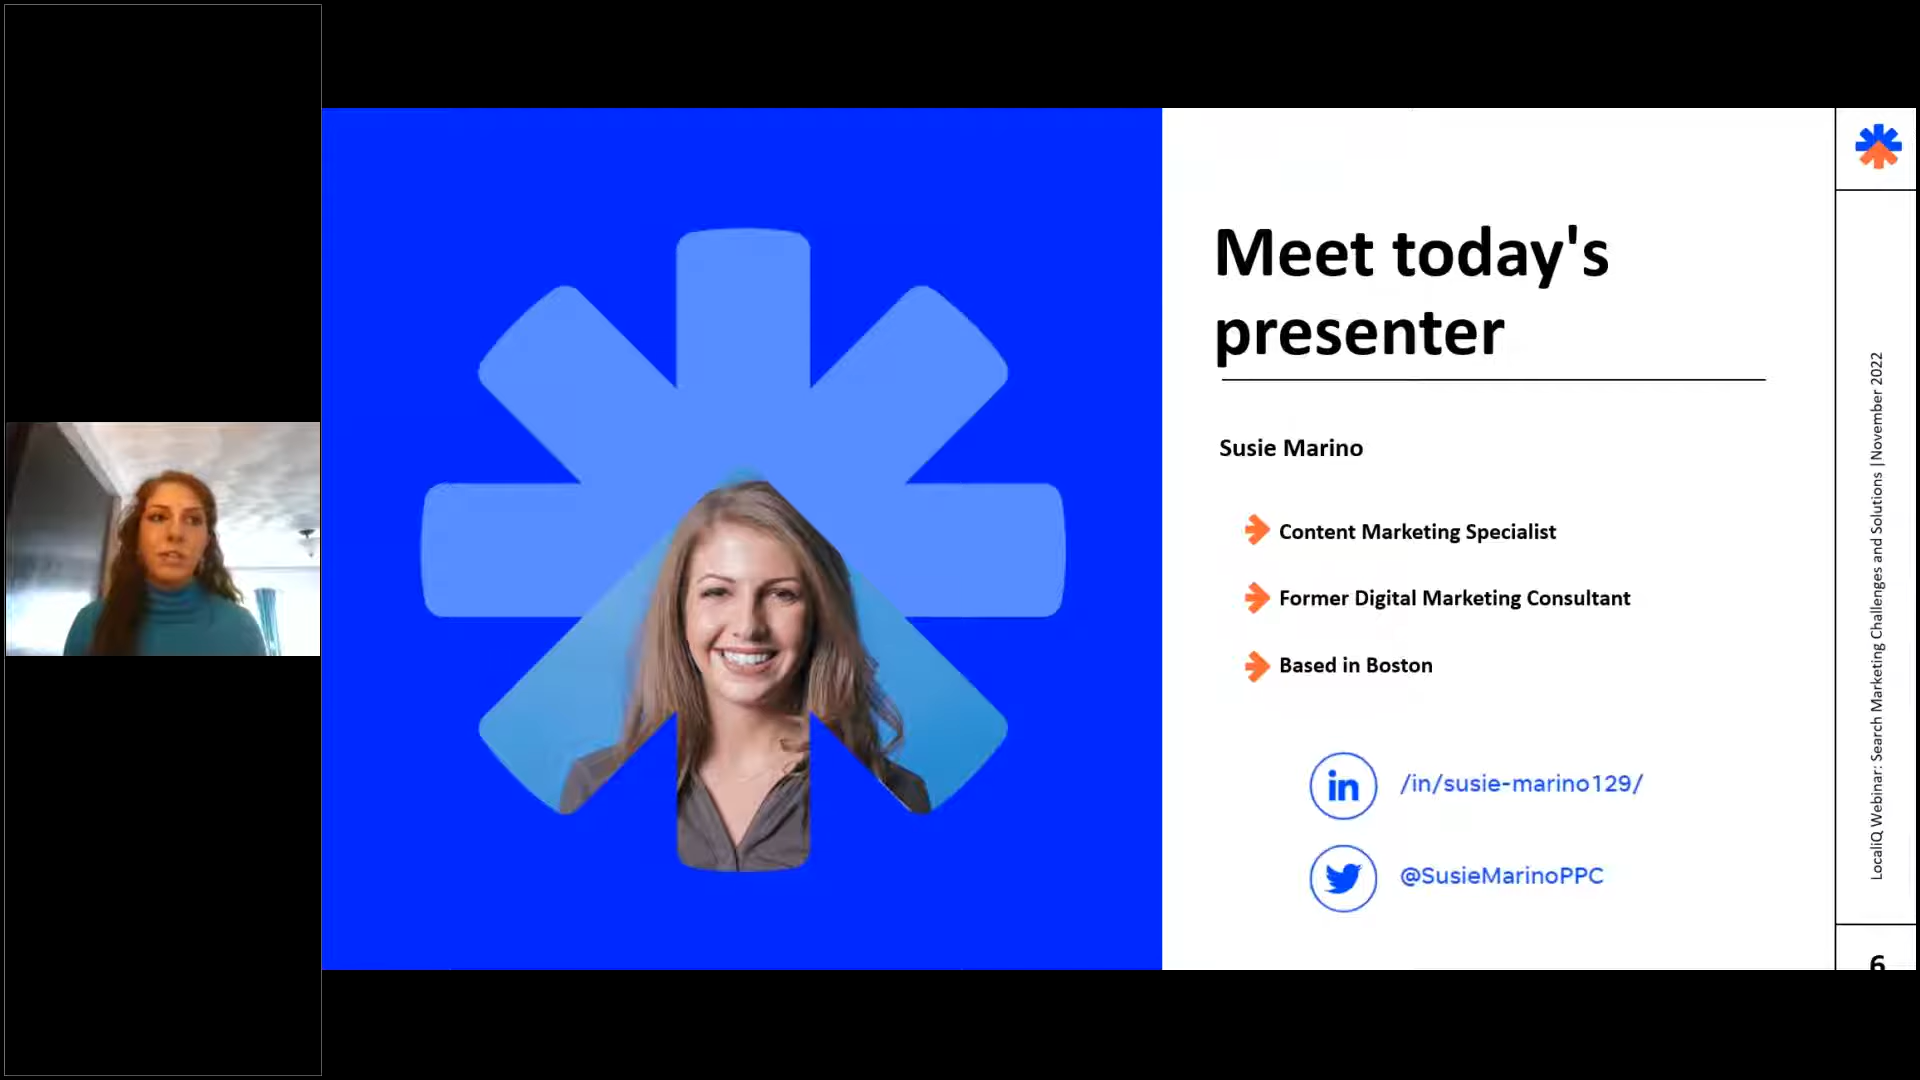 Meet today's
presenter
Susie Marino
Content Marketing Specialist
Former Digital Marketing Consultant
Based in Boston
in
/in/susie-marino129/
@SusieMarinoPPC
LocaliQ Webinar: Search Marketing Challenges and Solutions | November 2022
6